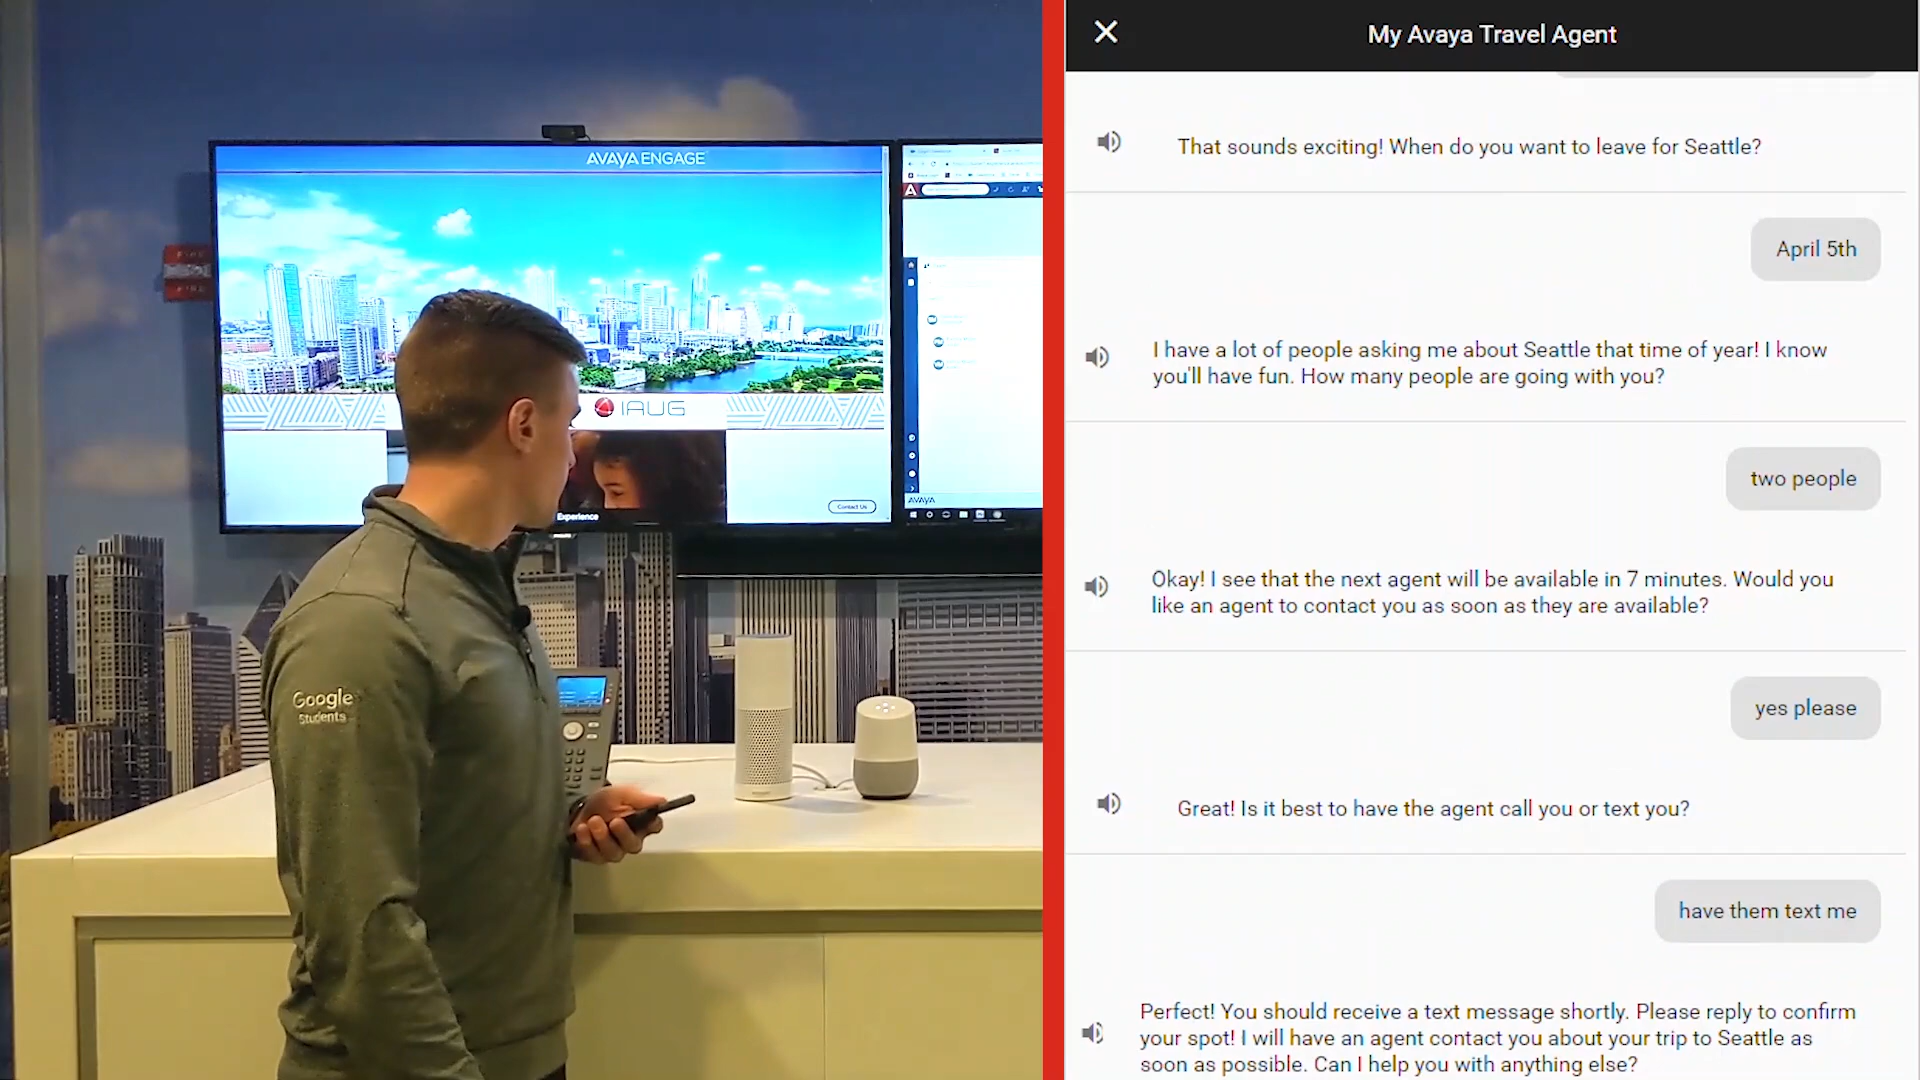 AVAYA ENGAGE
IAUG
Experience
Contact Us
AVAYA
Google
Students
My Avaya Travel Agent
That sounds exciting! When do you want to leave for Seattle?
April 5th
I have a lot of people asking me about Seattle that time of year! I know
you'll have fun. How many people are going with you?
two people
Okay! I see that the next agent will be available in 7 minutes. Would you
like an agent to contact you as soon as they are available?
yes please
Great! Is it best to have the agent call you or text you?
have them text me
Perfect! You should receive a text message shortly. Please reply to confirm
your spot! I will have an agent contact you about your trip to Seattle as
soon as possible. Can I help you with anything else?